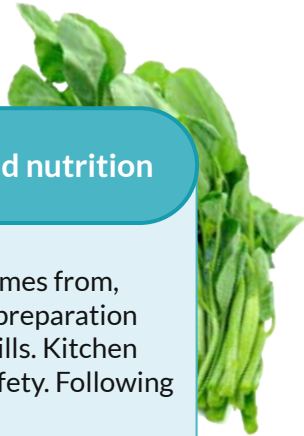 d nutrition
mes from,
preparation
ills. Kitchen
fety. Following